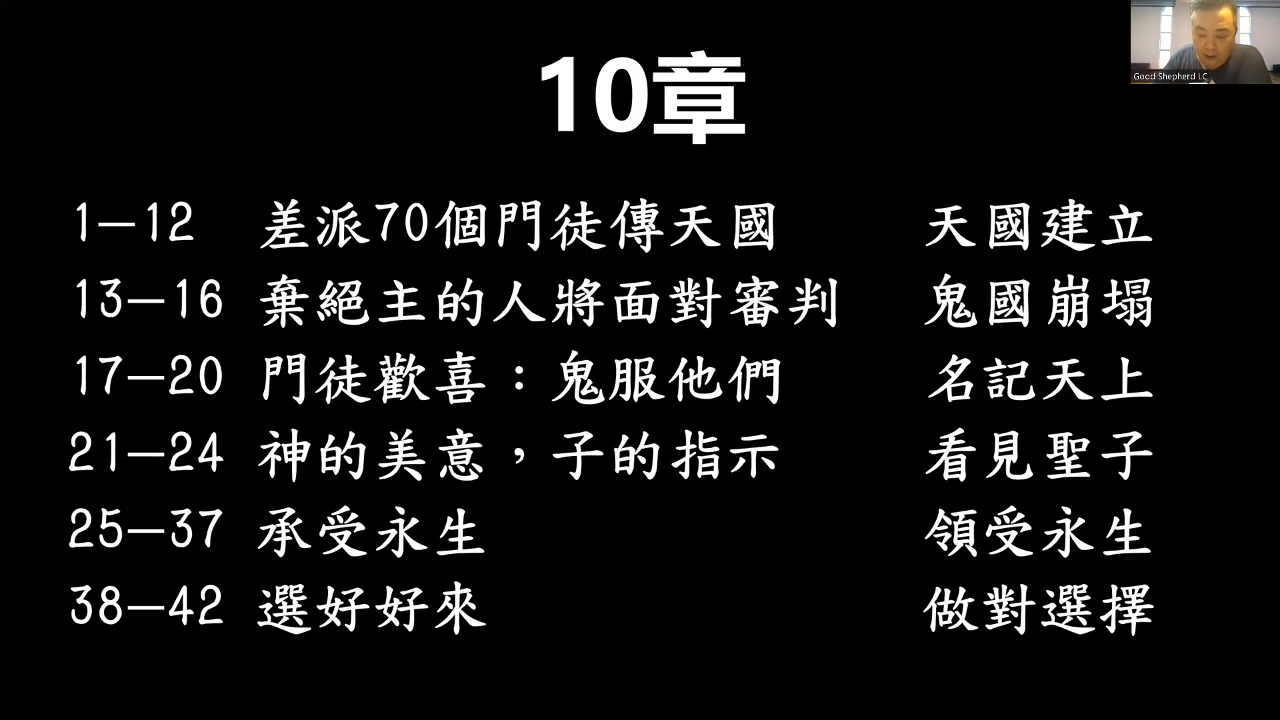 10章
Good Shepherd LC
1—12 差派70個門徒傳天國 天國建立
13—16 棄絕主的人將面對審判 鬼國崩塌
17—20 門徒歡喜：鬼服他們 名記天上
21—24 神的美意，子的指示 看見聖子
25—37 承受永生 領受永生
38—42 選好好來 做對選擇